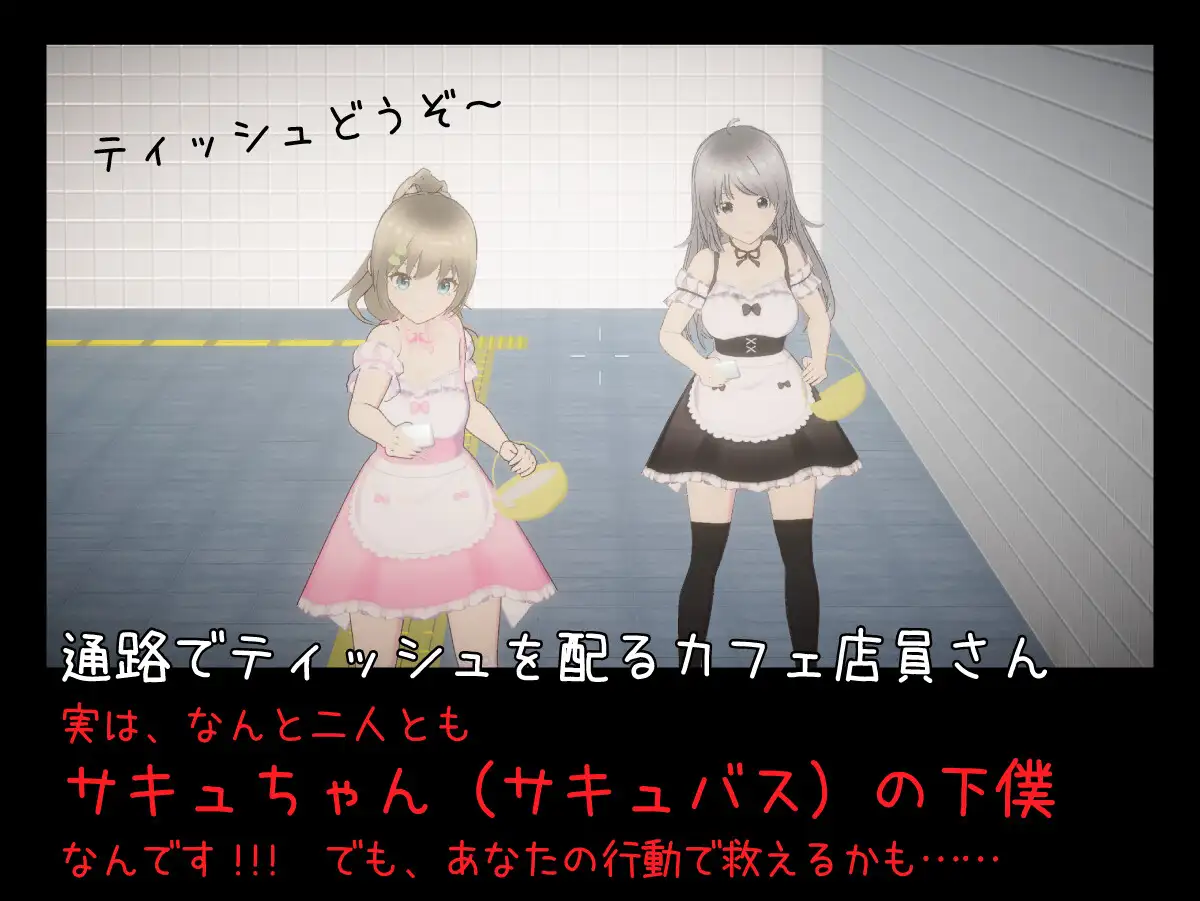 ティッシュどうぞ～
通路でティッシュを配るカフェ店員さん
実は、なんと二人とも
サキュちゃん（サキュバス）の下僕
なんです!!!　でも、あなたの行動で救えるかも……